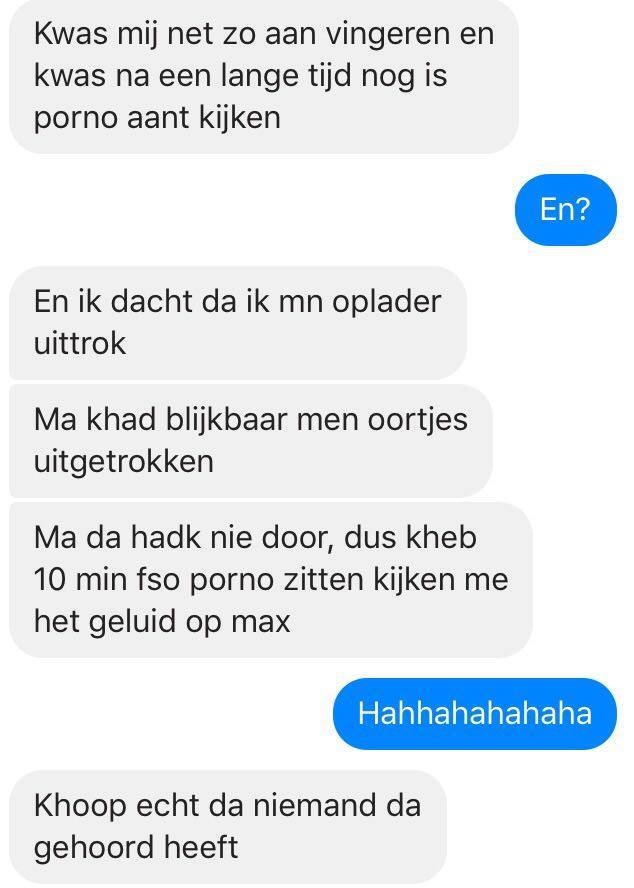 Kwas mij net zo aan vingeren en
kwas na een lange tijd nog is
porno aant kijken
En?
En ik dacht da ik mn oplader
uittrok
Ma khad blijkbaar men oortjes
uitgetrokken
Ma da hadk nie door, dus kheb
10 min fso porno zitten kijken me
het geluid op max
Hahhahahahaha
Khoop echt da niemand da
gehoord heeft